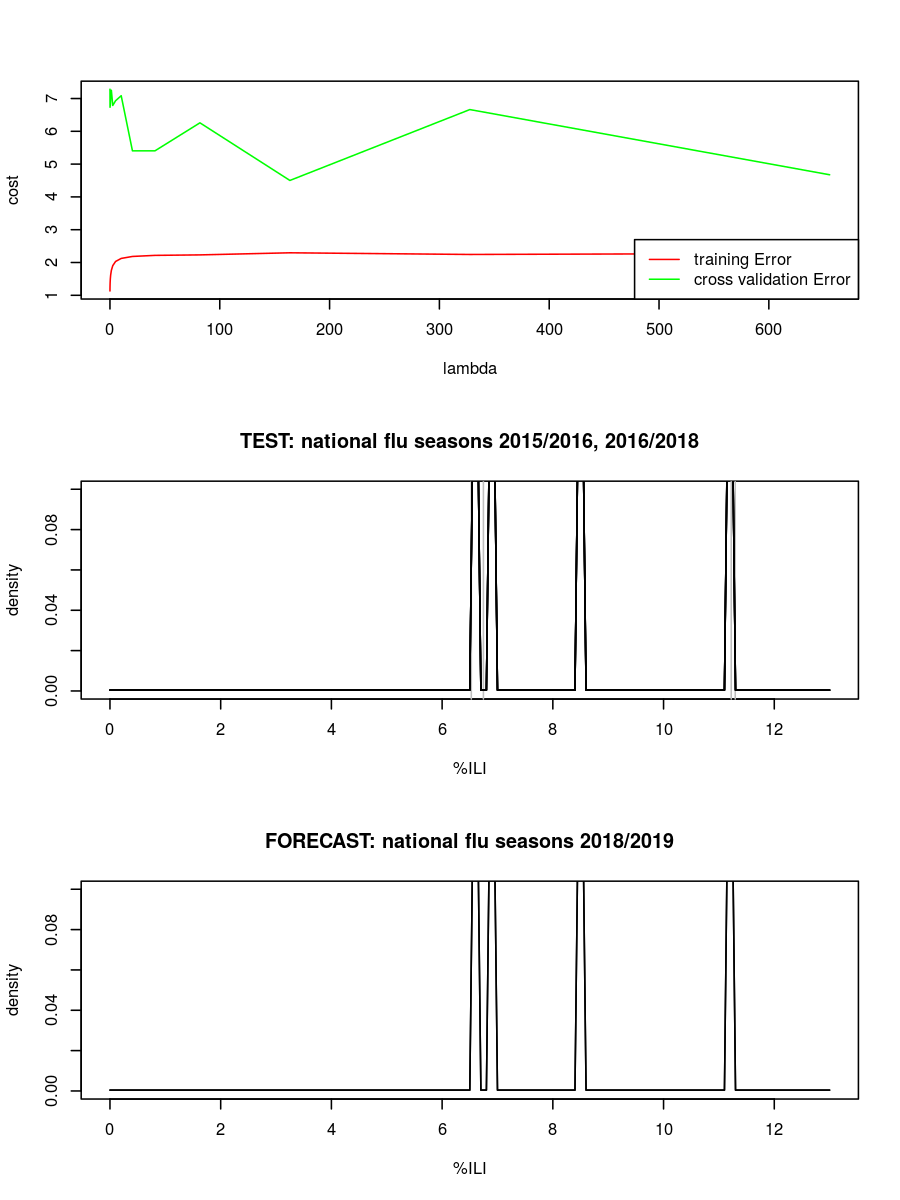 7
6
5
4
3
2
1
cost
training Error
cross validation Error
0 100 200 300 400 500 600
lambda
TEST: national flu seasons 2015/2016, 2016/2018
0.08
0.04
0.00
density
0 2 4 6 8 10 12
%ILI
FORECAST: national flu seasons 2018/2019
0.08
0.04
0.00
density
0 2 4 6 8 10 12
%ILI